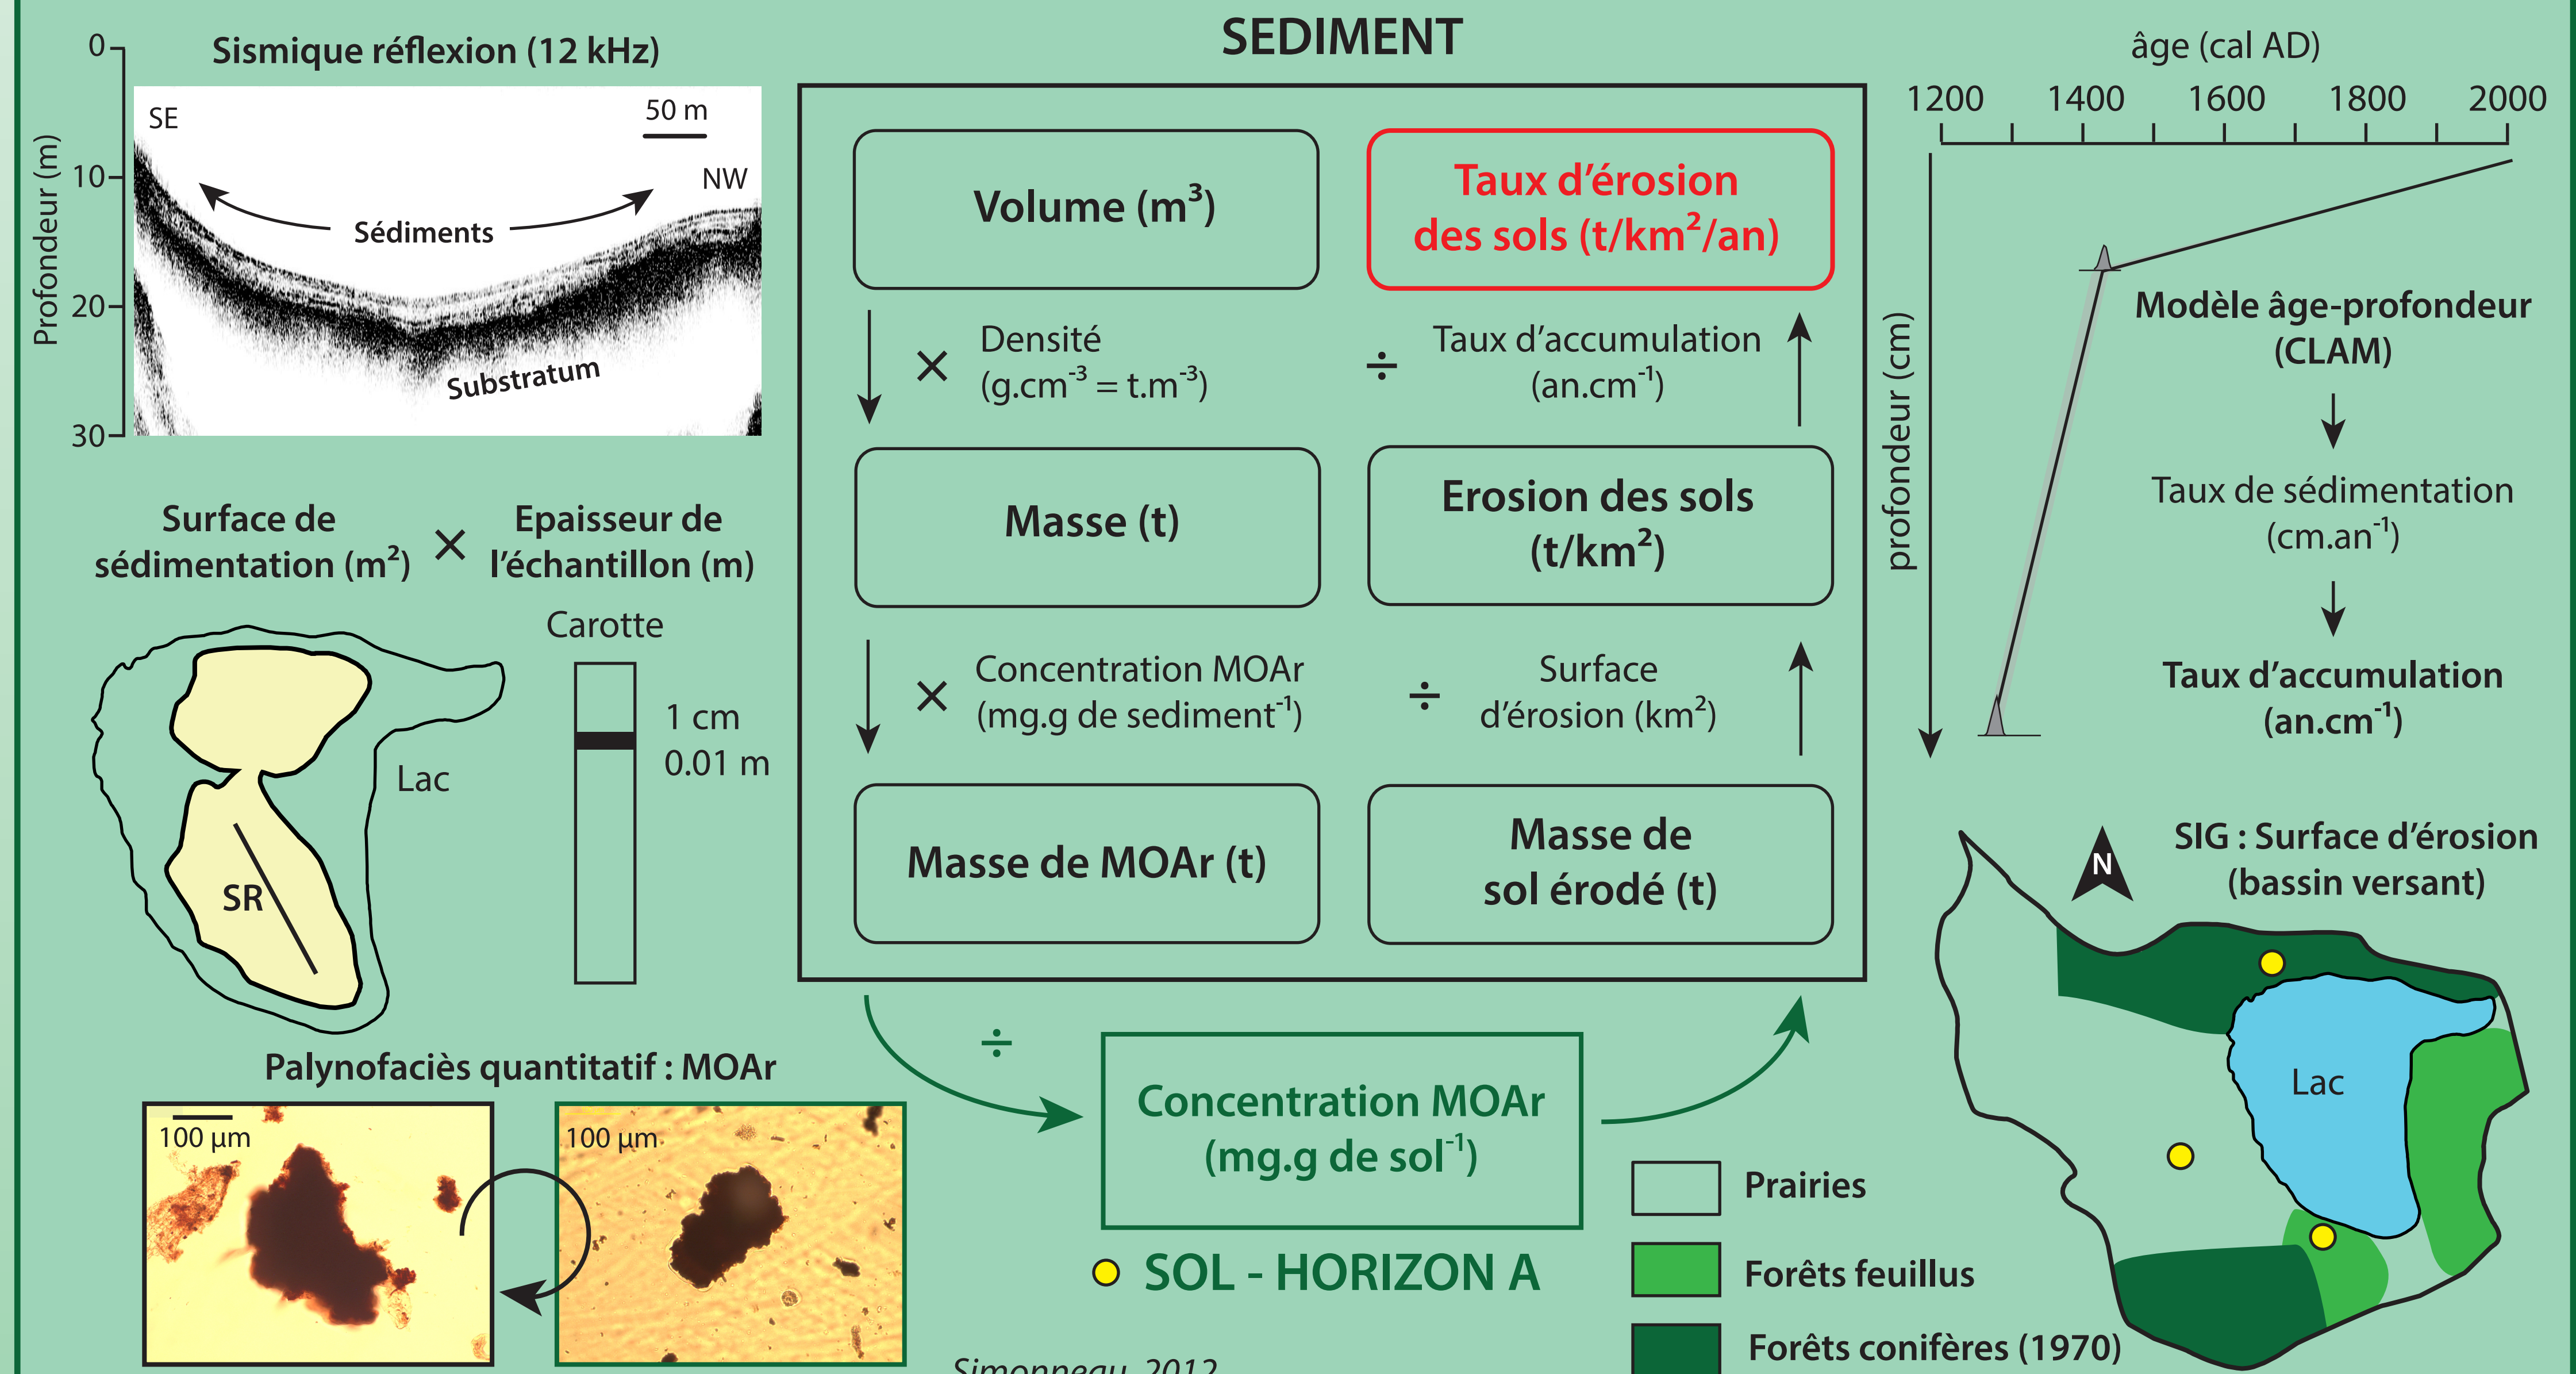 Sismique réflexion (12 kHz)
0
10
20
30
Profondeur (m)
SE
50 m
NW
Sédiments
Substratum
Surface de
sédimentation (m²)
×
Epaisseur de
l'échantillon (m)
Carotte
1 cm
0.01 m
Lac
SR
Palynofaciès quantitatif : MOAr
100 µm
100 µm
SEDIMENT
Volume (m³)
Taux d'érosion
des sols (t/km²/an)
×
Densité
(g.cm⁻³ = t.m⁻³)
÷
Taux d'accumulation
(an.cm⁻¹)
Masse (t)
Erosion des sols
(t/km²)
×
Concentration MOAr
(mg.g de sediment⁻¹)
÷
Surface
d'érosion (km²)
Masse de MOAr (t)
Masse de
sol érodé (t)
÷
Concentration MOAr
(mg.g de sol⁻¹)
SOL - HORIZON A
Simonneau, 2012
âge (cal AD)
1200 1400 1600 1800 2000
profondeur (cm)
Modèle âge-profondeur
(CLAM)
Taux de sédimentation
(cm.an⁻¹)
Taux d'accumulation
(an.cm⁻¹)
N
SIG : Surface d'érosion
(bassin versant)
Lac
Prairies
Forêts feuillus
Forêts conifères (1970)